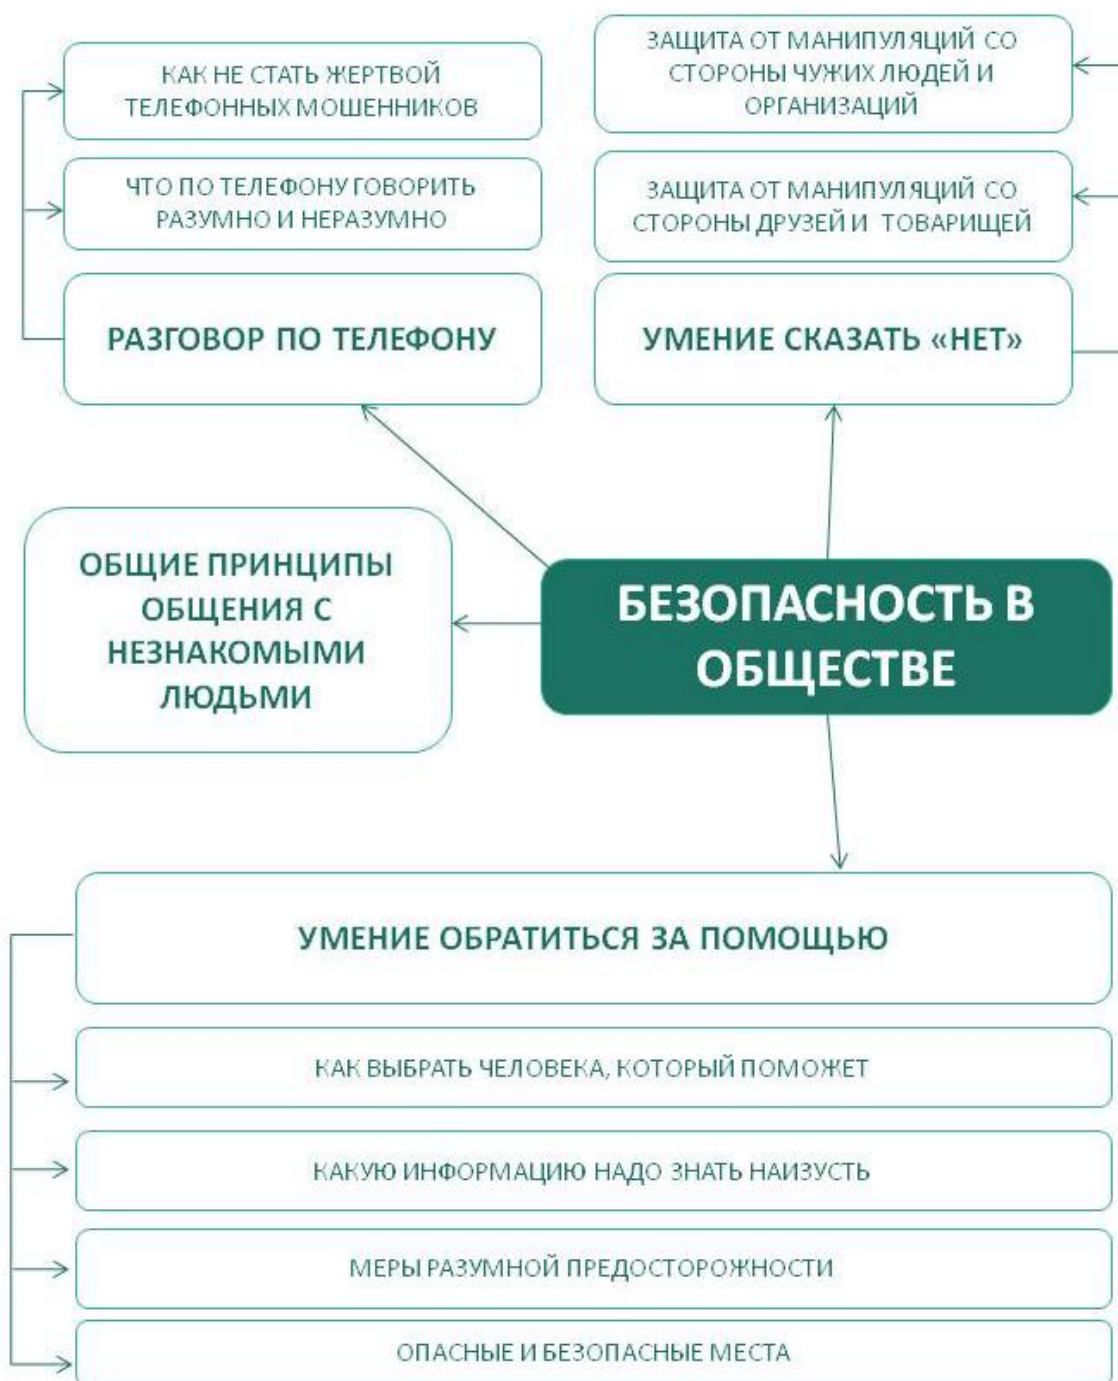 КАК НЕ СТАТЬ ЖЕРТВОЙ
ТЕЛЕФОННЫХ МОШЕННИКОВ
ЧТО ПО ТЕЛЕФОНУ ГОВОРИТЬ
РАЗУМНО И НЕРАЗУМНО
РАЗГОВОР ПО ТЕЛЕФОНУ
ЗАЩИТА ОТ МАНИПУЛЯЦИЙ СО
СТОРОНЫ ЧУЖИХ ЛЮДЕЙ И
ОРГАНИЗАЦИЙ
ЗАЩИТА ОТ МАНИПУЛЯЦИЙ СО
СТОРОНЫ ДРУЗЕЙ И ТОВАРИЩЕЙ
УМЕНИЕ СКАЗАТЬ «НЕТ»
ОБЩИЕ ПРИНЦИПЫ
ОБЩЕНИЯ С
НЕЗНАКОМЫМИ
ЛЮДЬМИ
БЕЗОПАСНОСТЬ В
ОБЩЕСТВЕ
УМЕНИЕ ОБРАТИТЬСЯ ЗА ПОМОЩЬЮ
КАК ВЫБРАТЬ ЧЕЛОВЕКА, КОТОРЫЙ ПОМОЖЕТ
КАКУЮ ИНФОРМАЦИЮ НАДО ЗНАТЬ НАИЗУСТЬ
МЕРЫ РАЗУМНОЙ ПРЕДОСТОРОЖНОСТИ
ОПАСНЫЕ И БЕЗОПАСНЫЕ МЕСТА